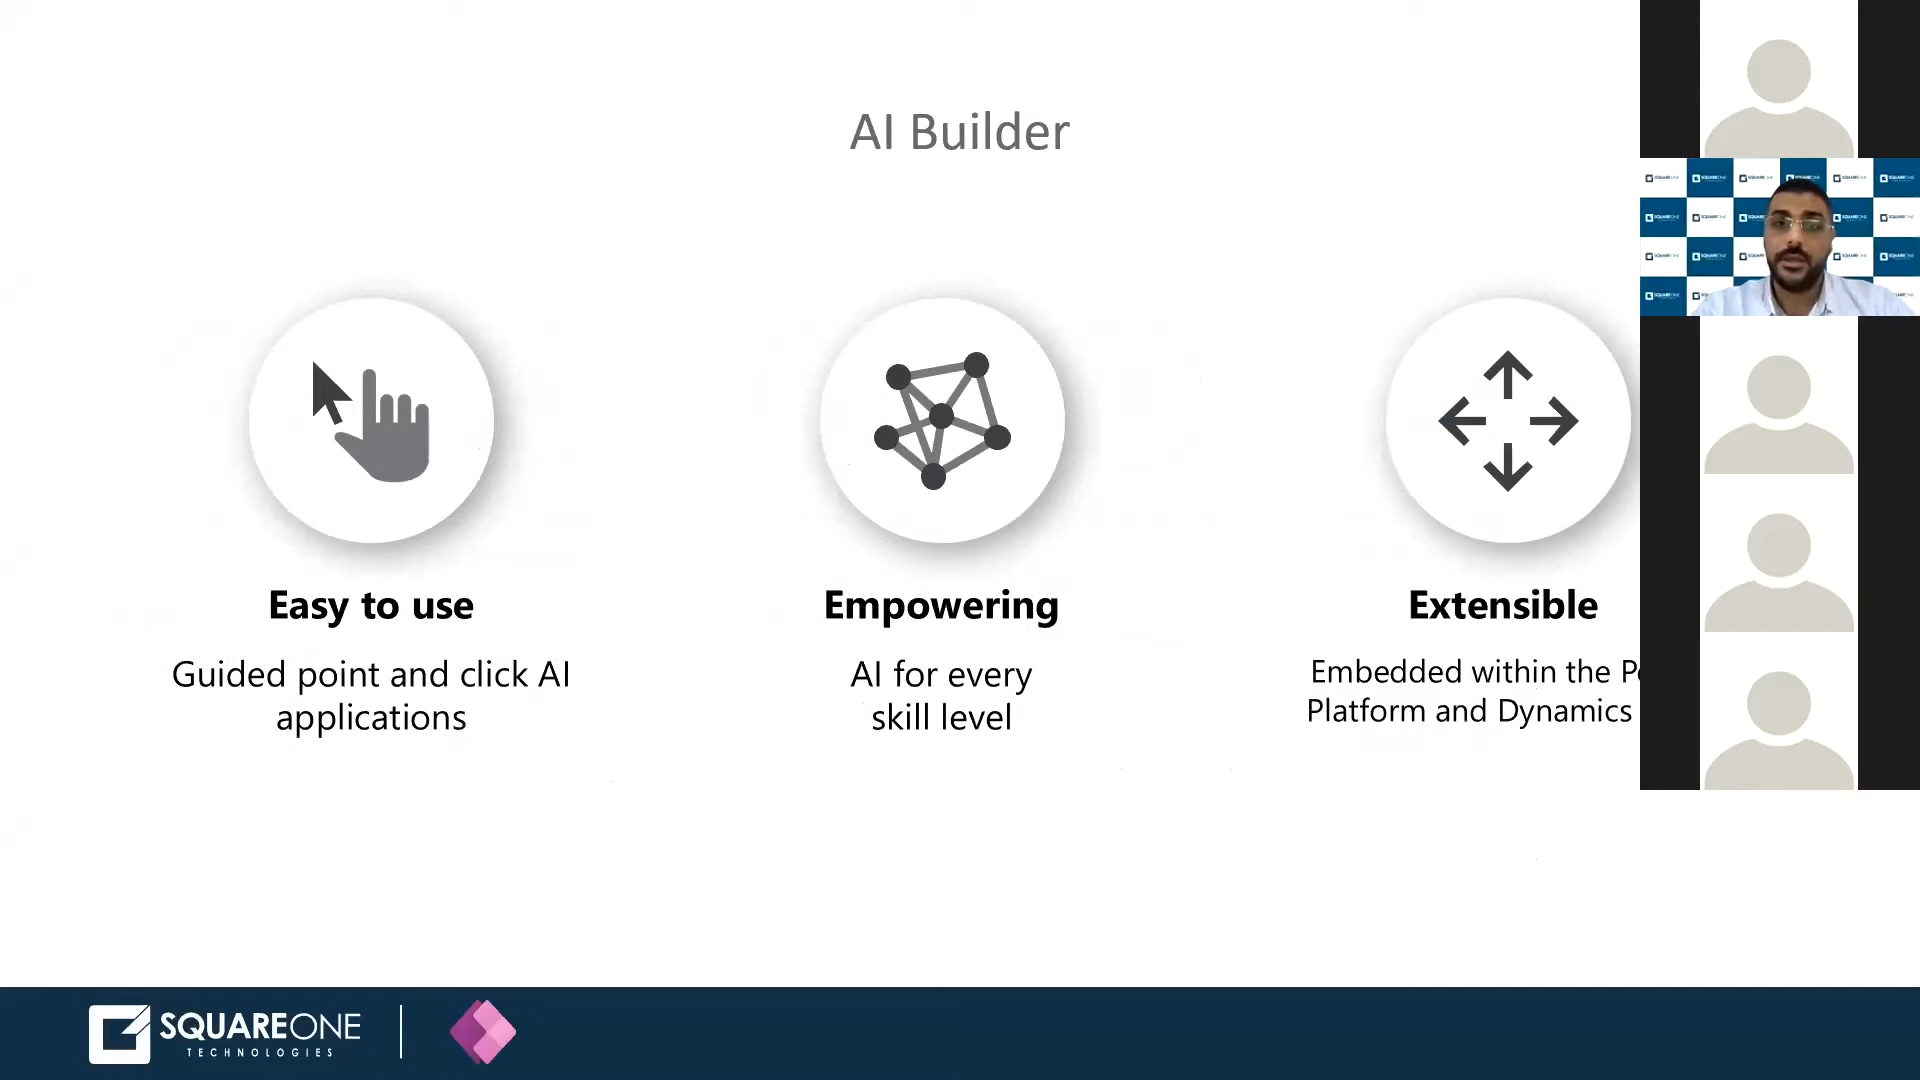 AI Builder
Easy to use
Guided point and click AI
applications
Empowering
AI for every
skill level
Extensible
Embedded within the
Platform and Dynamics
SQUAREONE
TECHNOLOGIES